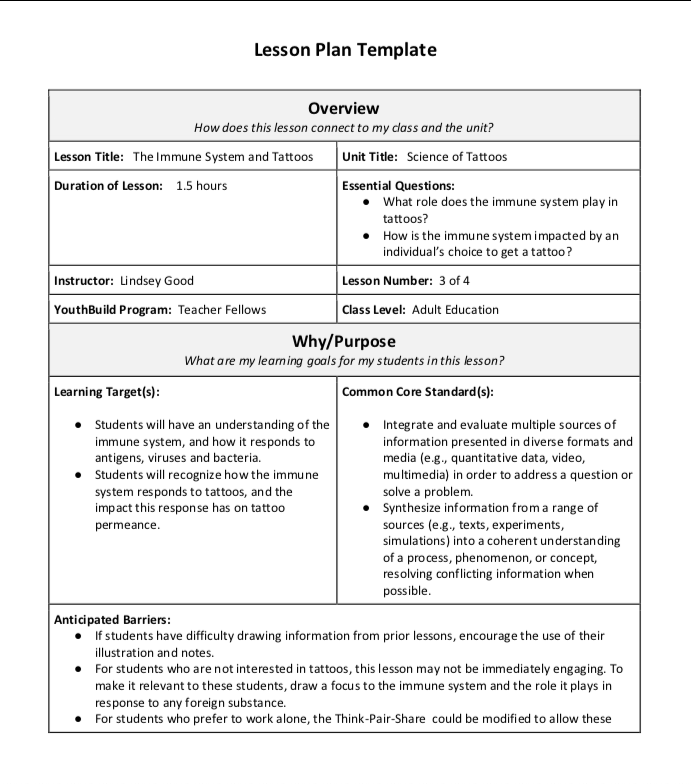 Lesson Plan Template
Overview
How does this lesson connect to my class and the unit?
Lesson Title: The Immune System and Tattoos
Unit Title: Science of Tattoos
Duration of Lesson: 1.5 hours
Essential Questions:
● What role does the immune system play in
tattoos?
● How is the immune system impacted by an
individual’s choice to get a tattoo?
Instructor: Lindsey Good
Lesson Number: 3 of 4
YouthBuild Program: Teacher Fellows
Class Level: Adult Education
Why/Purpose
What are my learning goals for my students in this lesson?
Learning Target(s):
● Students will have an understanding of the
immune system, and how it responds to
antigens, viruses and bacteria.
● Students will recognize how the immune
system responds to tattoos, and the
impact this response has on tattoo
permeance.
Common Core Standard(s):
● Integrate and evaluate multiple sources of
information presented in diverse formats and
media (e.g., quantitative data, video,
multimedia) in order to address a question or
solve a problem.
● Synthesize information from a range of
sources (e.g., texts, experiments,
simulations) into a coherent understanding
of a process, phenomenon, or concept,
resolving conflicting information when
possible.
Anticipated Barriers:
● If students have difficulty drawing information from prior lessons, encourage the use of their
illustration and notes.
● For students who are not interested in tattoos, this lesson may not be immediately engaging. To
make it relevant to these students, draw a focus to the immune system and the role it plays in
response to any foreign substance.
● For students who prefer to work alone, the Think-Pair-Share could be modified to allow these